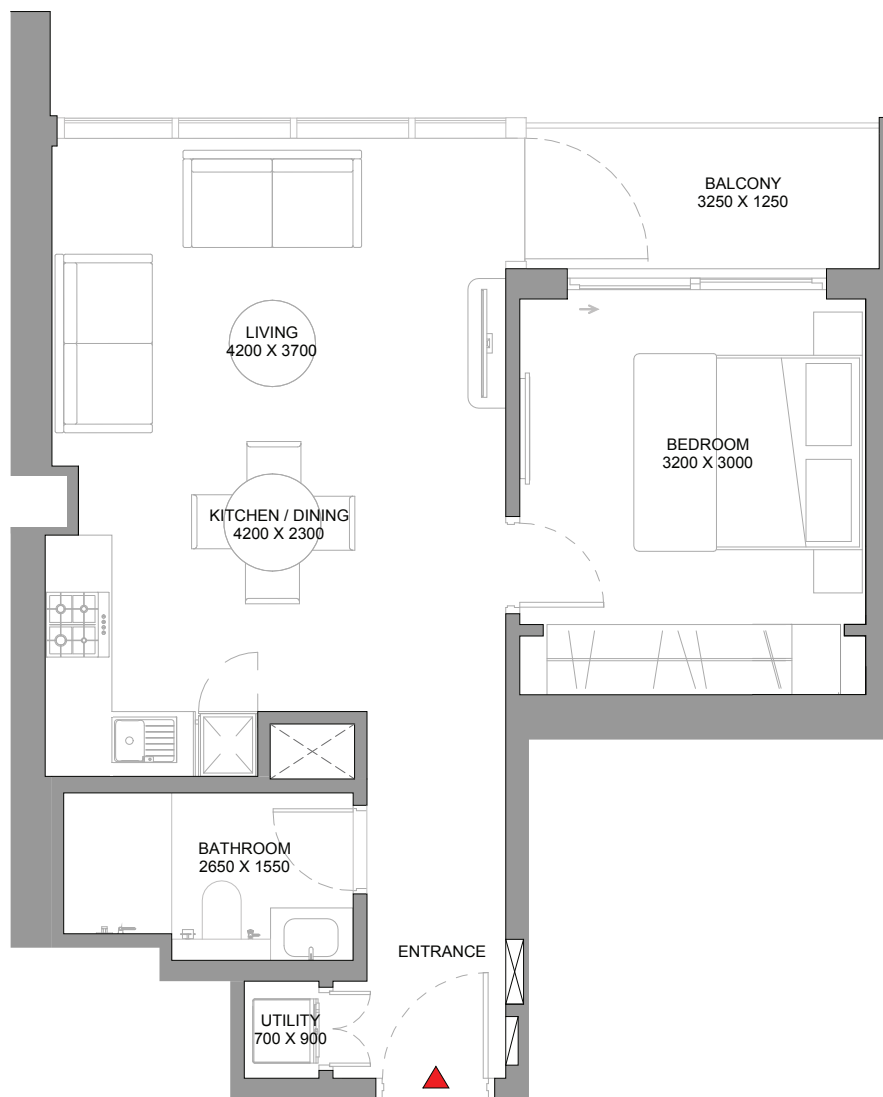 BALCONY
3250 X 1250
LIVING
4200 X 3700
BEDROOM
3200 X 3000
KITCHEN / DINING
4200 X 2300
BATHROOM
2650 X 1550
ENTRANCE
UTILITY
700 X 900